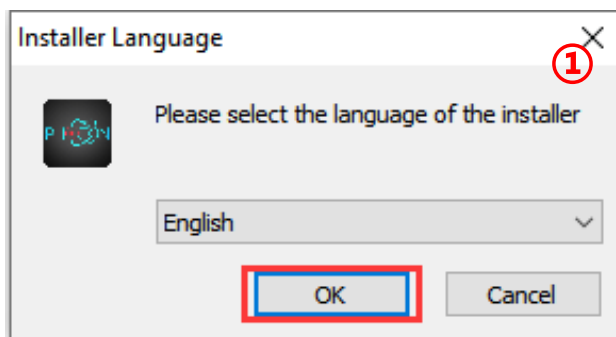 Installer Language
①
Please select the language of the installer
English
OK
Cancel